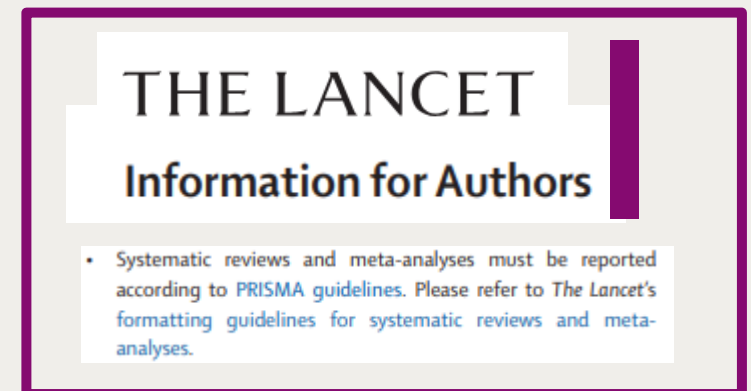 THE LANCET
Information for Authors
• Systematic reviews and meta-analyses must be reported
according to PRISMA guidelines. Please refer to The Lancet's
formatting guidelines for systematic reviews and meta-
analyses.